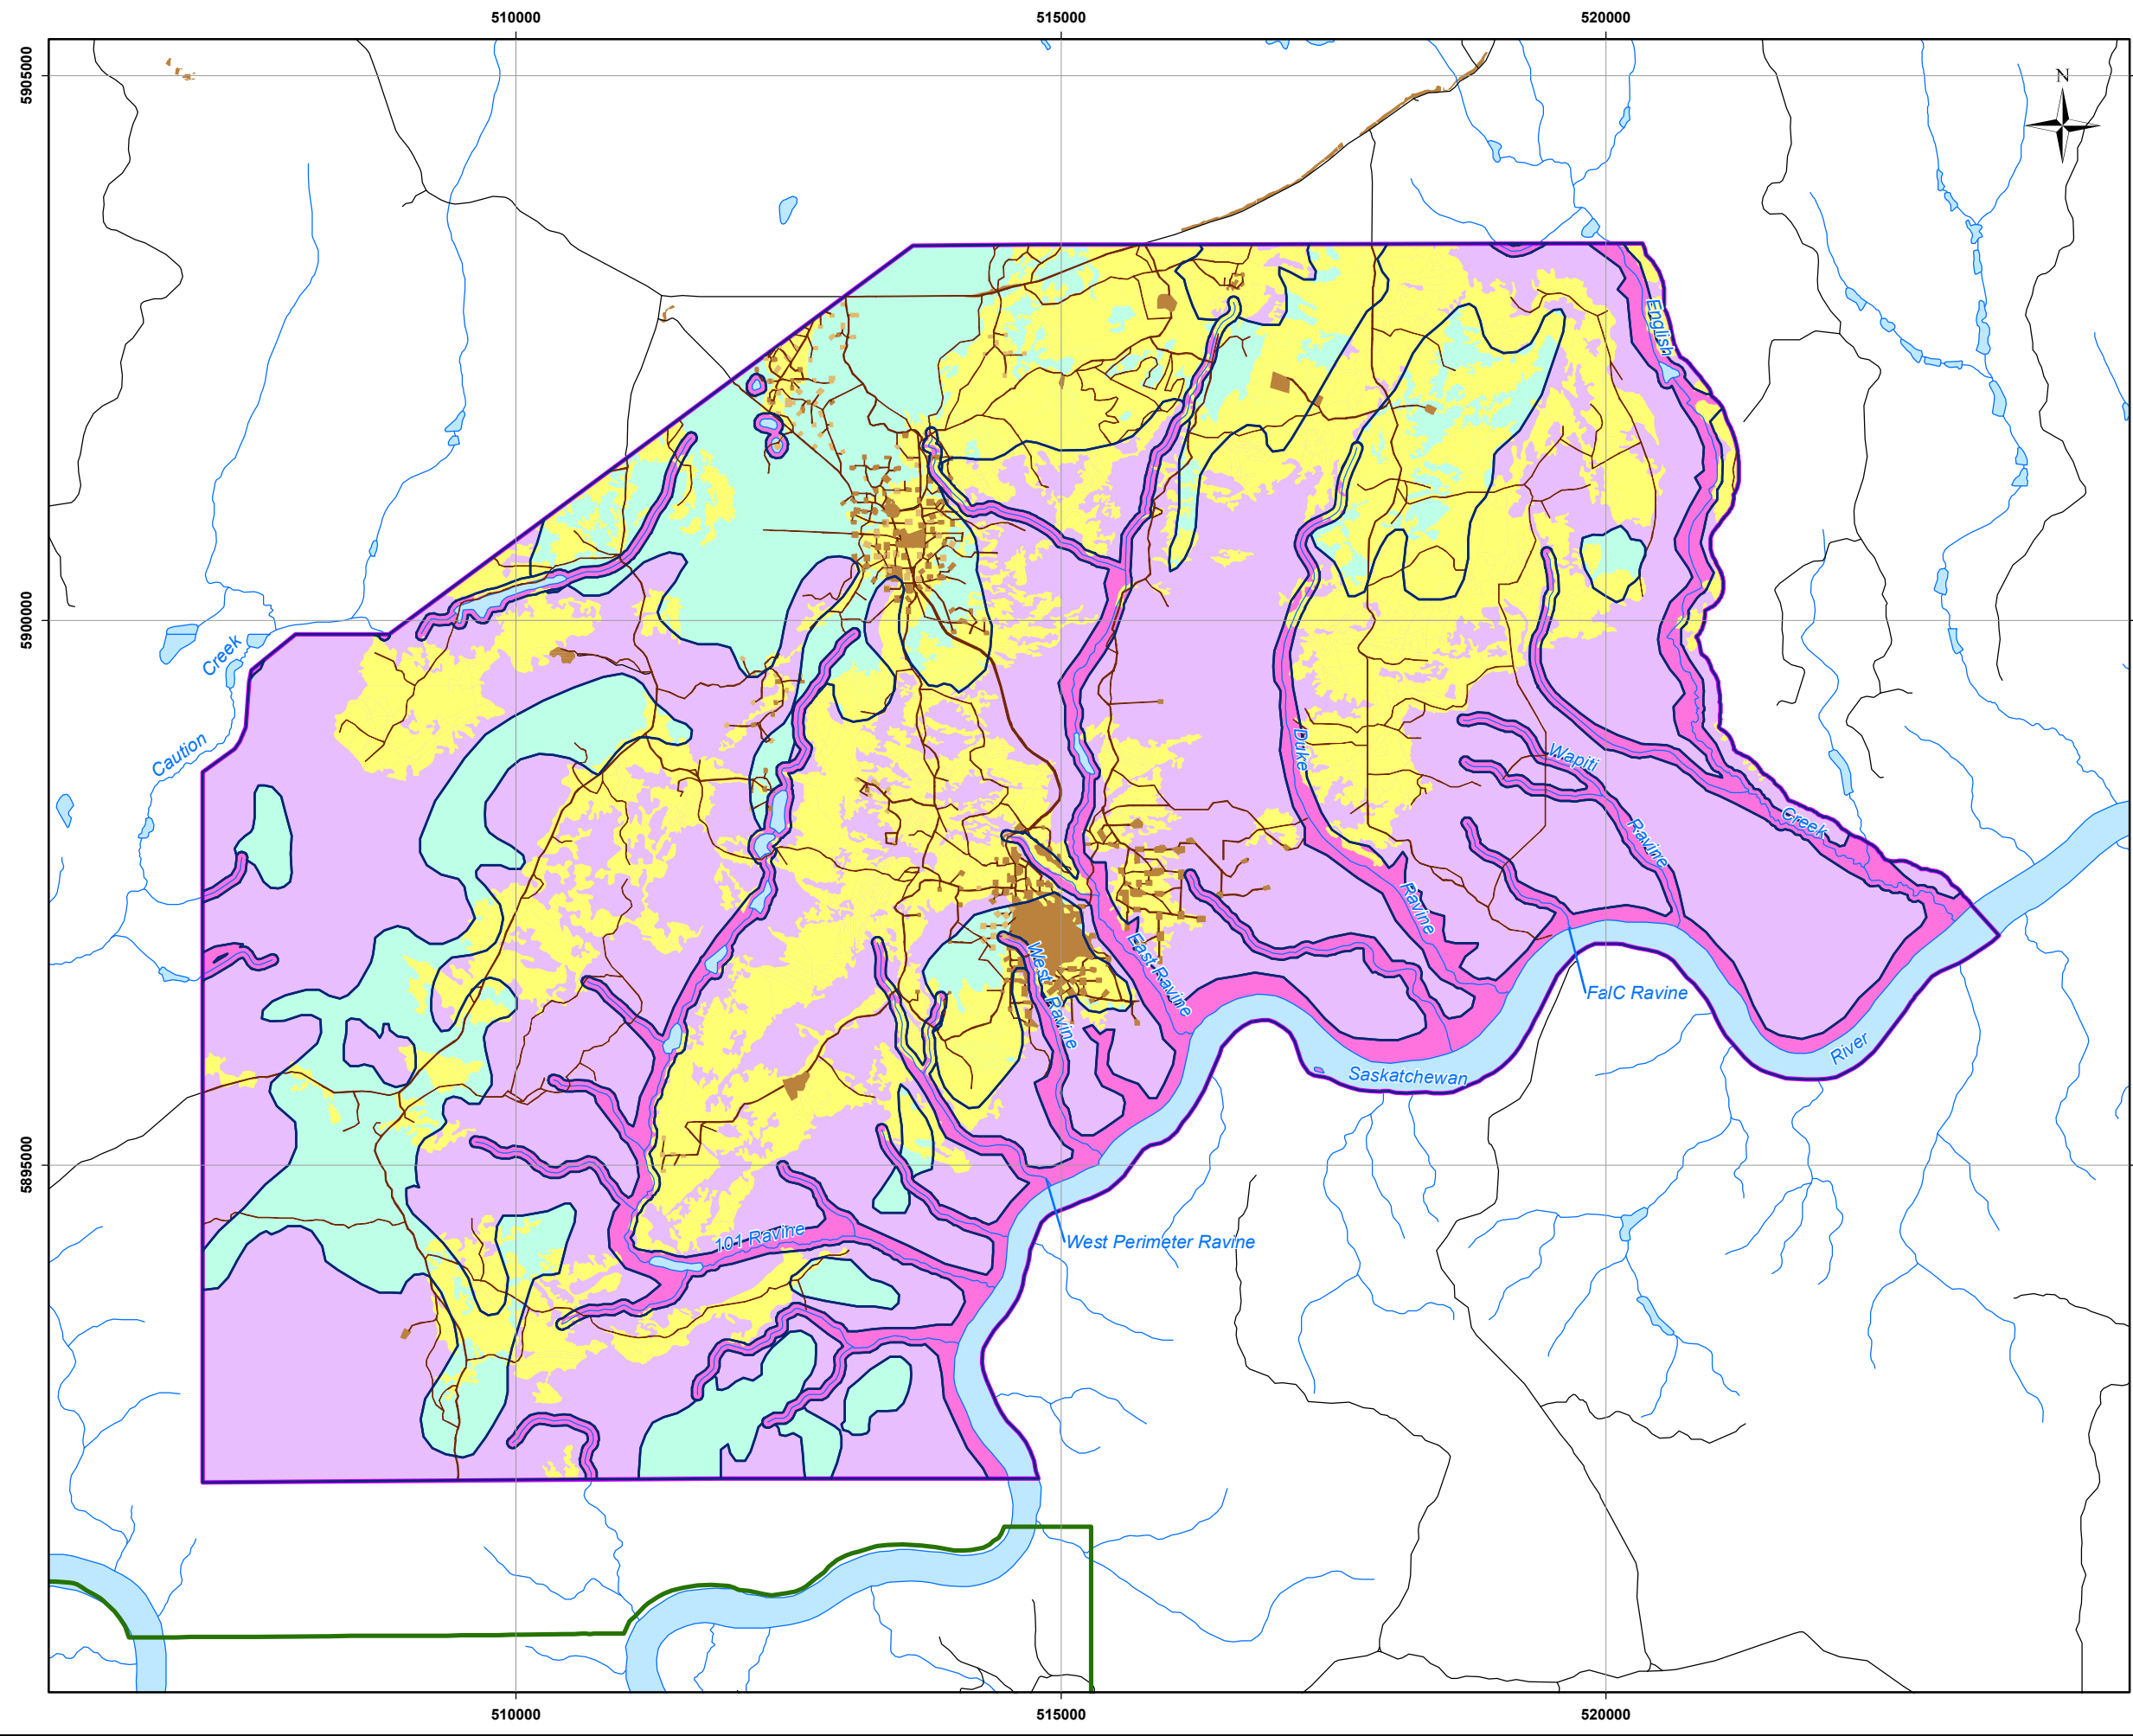 510000 515000 520000
5905000
N
English
Creek
5900000
Caution
Duke
Wapiti
Creek
Ravine
Ravine
West Ravine
East Ravine
FalC Ravine
River
Saskatchewan
5895000
101 Ravine
West Perimeter Ravine
510000 515000 520000